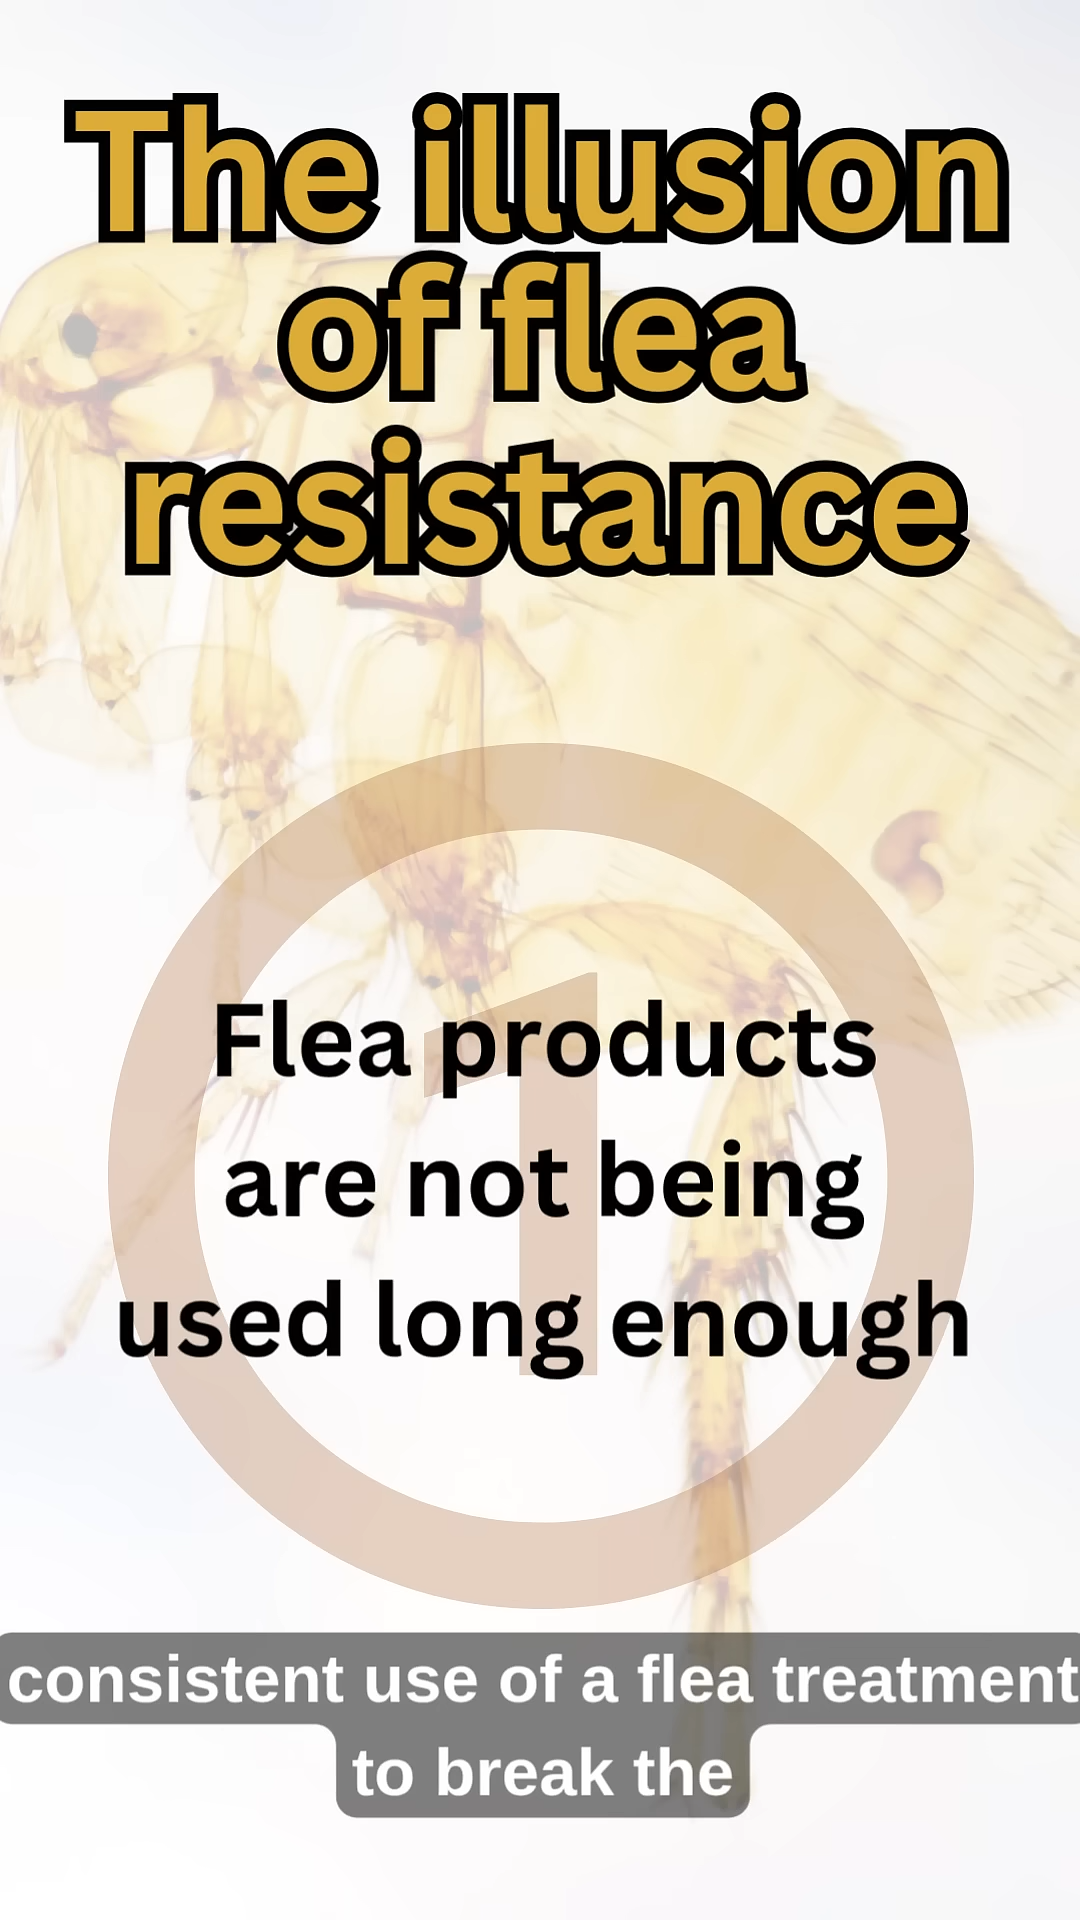 The illusion
of flea
resistance
1
Flea products
are not being
used long enough
consistent use of a flea treatment
to break the